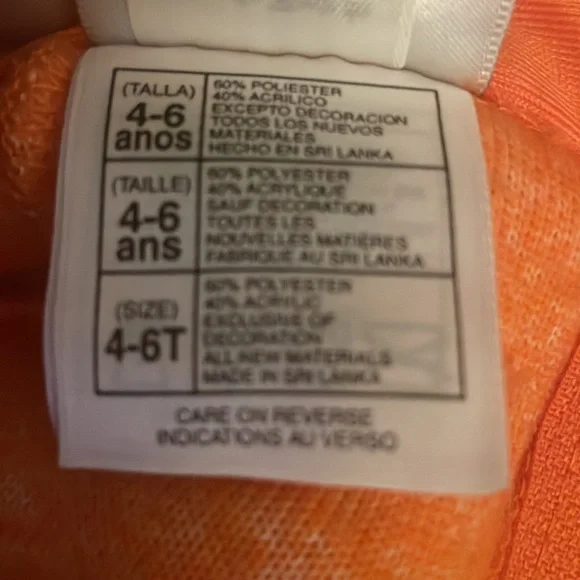 (TALLA)
4-6
anos
60% POLIESTER
40% ACRILICO
EXCEPTO DECORACION
TODOS LOS NUEVOS
MATERIALES
HECHO EN SRI LANKA
(TAILLE)
4-6
ans
60% POLYESTER
40% ACRYLIQUE
SAUF DECORATION
TOUTES LES
NOUVELLES MATIÈRES
FABRIQUE AU SRI LANKA
(SIZE)
4-6T
60% POLYESTER
40% ACRYLIC
EXCLUSIVE OF
DECORATION
ALL NEW MATERIALS
MADE IN SRI LANKA
CARE ON REVERSE
INDICATIONS AU VERSO